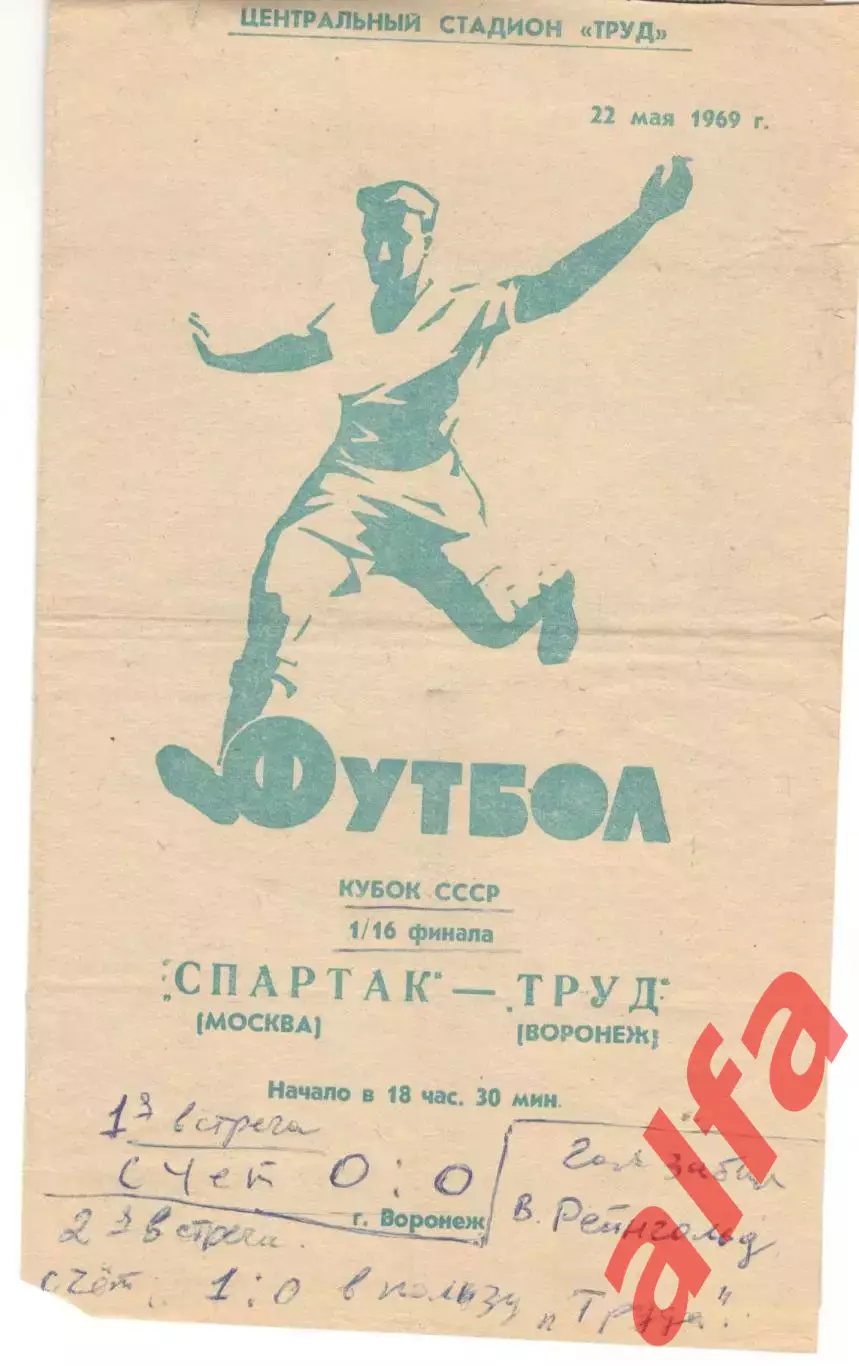 ЦЕНТРАЛЬНЫЙ СТАДИОН «ТРУД»
22 мая 1969 г.
ФУТБОЛ
КУБОК СССР
1/16 финала
„СПАРТАК" — „ТРУД"
(МОСКВА) (ВОРОНЕЖ)
Начало в 18 час. 30 мин.
1я встреча
счет 0:0
Гол забил
В. Рейнгольд
г. Воронеж
2я встреча.
счёт 1:0 в пользу „Труда".
alfa